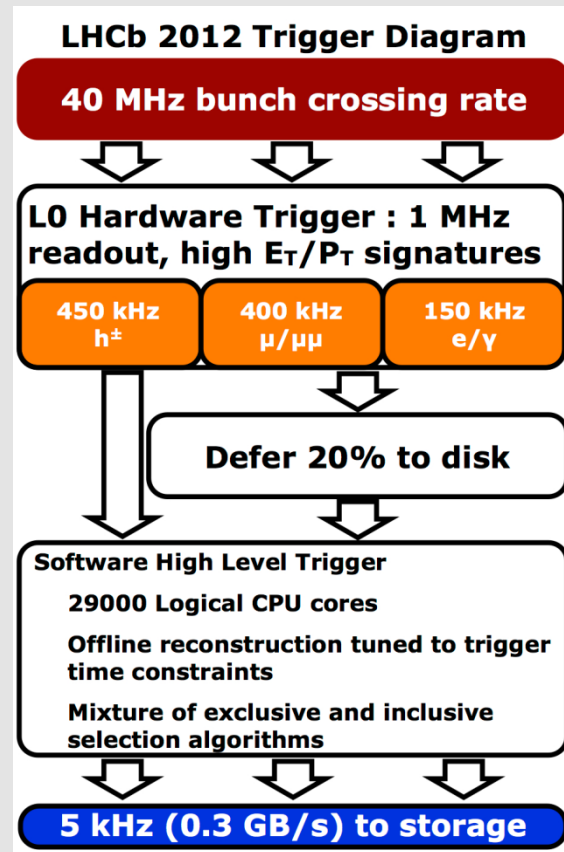 LHCb 2012 Trigger Diagram
40 MHz bunch crossing rate
L0 Hardware Trigger : 1 MHz
readout, high ET/PT signatures
450 kHz
h±
400 kHz
μ/μμ
150 kHz
e/γ
Defer 20% to disk
Software High Level Trigger
29000 Logical CPU cores
Offline reconstruction tuned to trigger
time constraints
Mixture of exclusive and inclusive
selection algorithms
5 kHz (0.3 GB/s) to storage